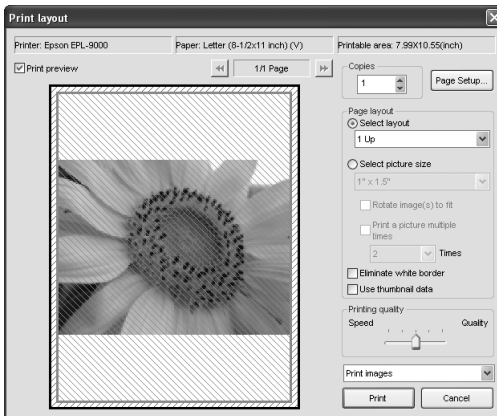 Print layout
Printer: Epson EPL-9000 Paper: Letter (8-1/2x11 inch) (V) Printable area: 7.99X10.55(inch)
Print preview
1/1 Page
Copies
1
Page Setup...
Page layout
Select layout
1 Up
Select picture size
1" x 1.5"
Rotate image(s) to fit
Print a picture multiple
times
2 Times
Eliminate white border
Use thumbnail data
Printing quality
Speed Quality
Print images
Print Cancel